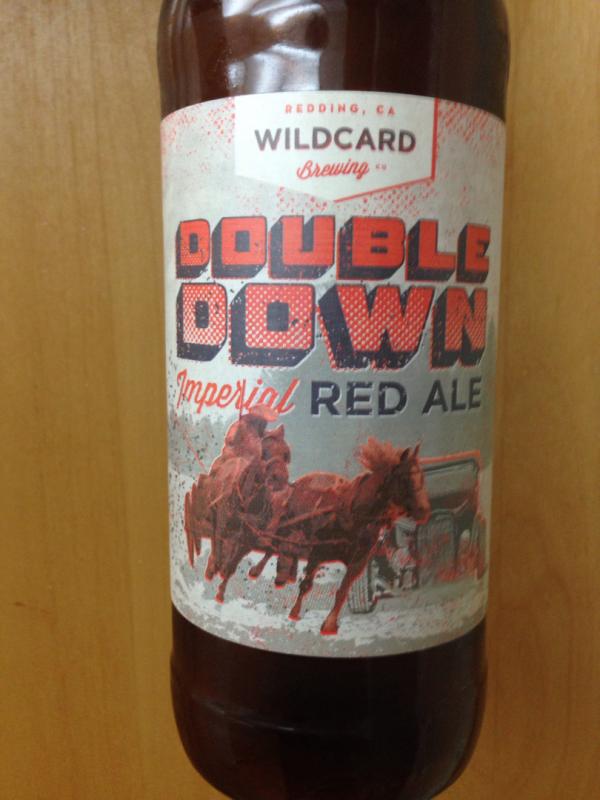 REDDING, CA
WILDCARD
Brewing CO
DOUBLE
DOWN
Imperial RED ALE